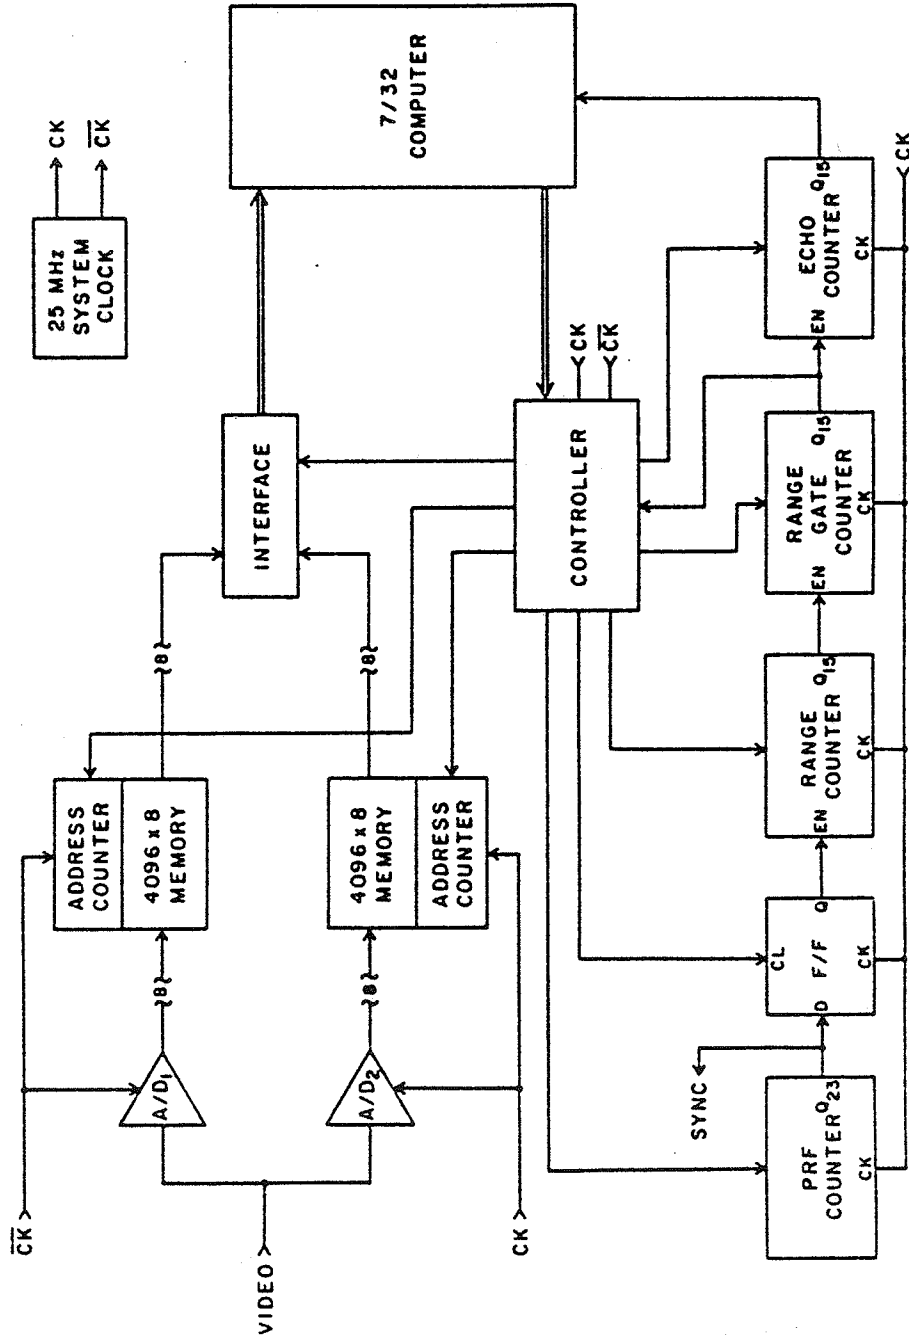 25 MHz
SYSTEM
CLOCK
CK
C̅K̅
C̅K̅
A/D1
8
ADDRESS
COUNTER
4096 x 8
MEMORY
8
INTERFACE
7/32
COMPUTER
VIDEO
A/D2
8
4096 x 8
MEMORY
ADDRESS
COUNTER
8
CK
CONTROLLER
CK
C̅K̅
SYNC
PRF
COUNTER
Q23
CK
CL
D F/F Q
CK
EN
RANGE
COUNTER
Q15
CK
EN
RANGE
GATE
COUNTER
Q15
CK
EN
ECHO
COUNTER
Q15
CK
CK